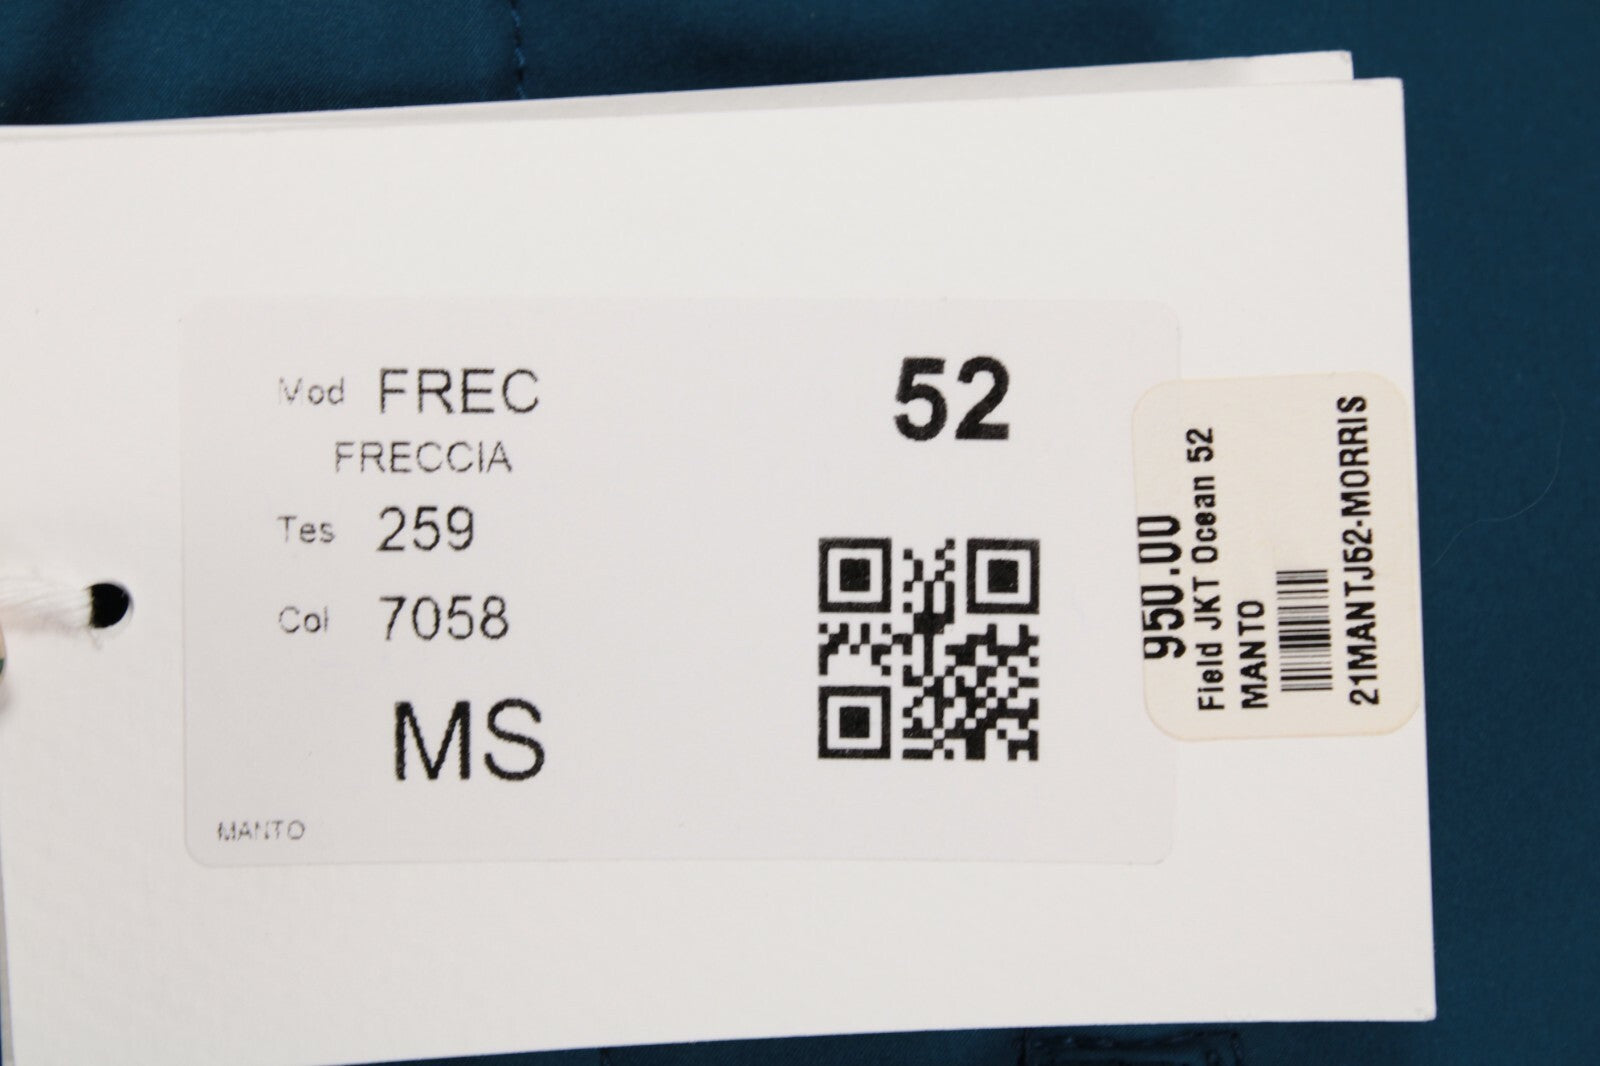 Mod FREC
FRECCIA
Tes 259
Col 7058
MS
MANTO
52
950.00
Field JKT Ocean 52
MANTO
21MANTJ52-MORRIS